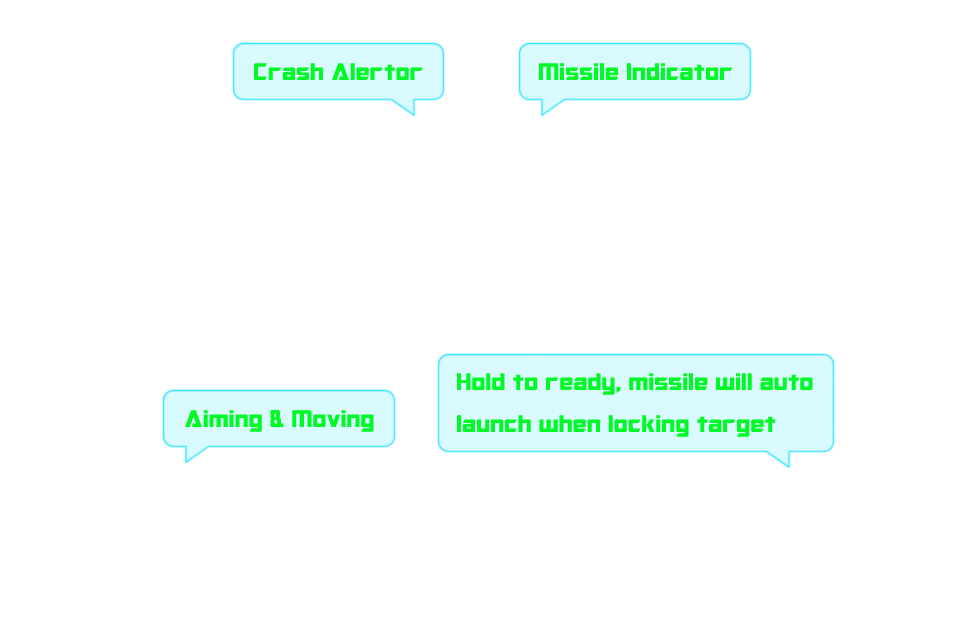 Crash Alertor
Missile Indicator
Aiming & Moving
Hold to ready, missile will auto
launch when locking target